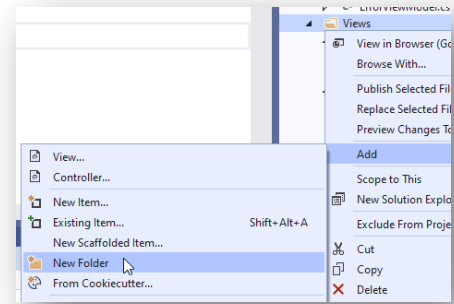 ErrorViewModel.cs
Views
View in Browser (Go
Browse With...
Publish Selected Fil
Replace Selected Fil
Preview Changes To
Add
Scope to This
New Solution Explo
Exclude From Proje
Cut
Copy
Delete
View...
Controller...
New Item...
Existing Item... Shift+Alt+A
New Scaffolded Item...
New Folder
From Cookiecutter...